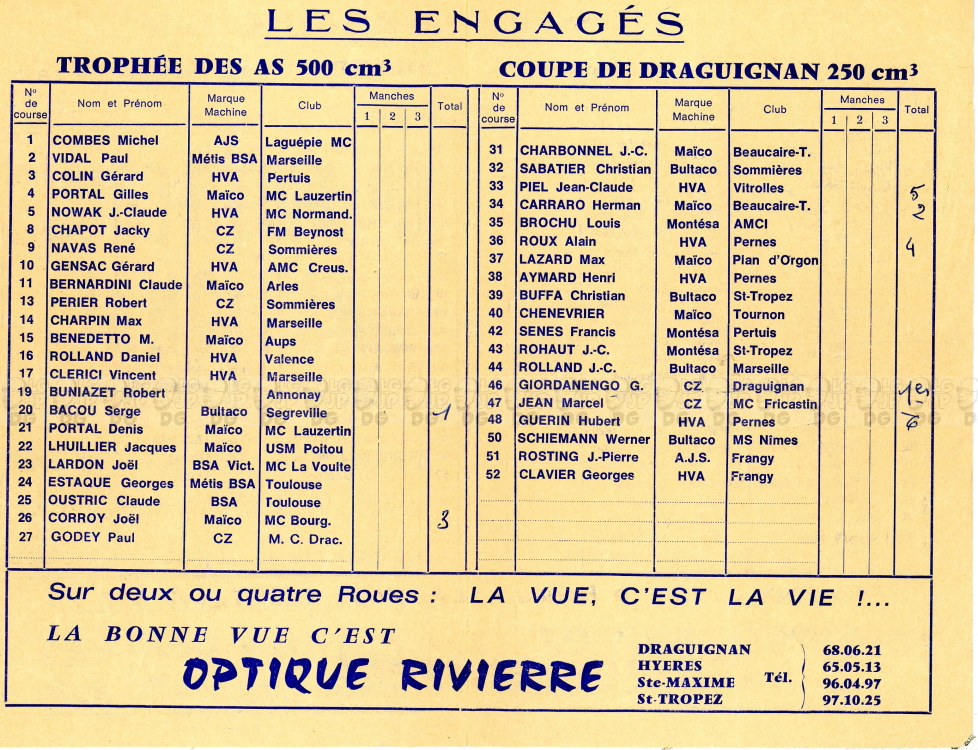 LES ENGAGÉS
TROPHÉE DES AS 500 cm³
N° de course Nom et Prénom Marque Machine Club Manches 1 2 3 Total
1 COMBES Michel AJS Laguépie MC
2 VIDAL Paul Métis BSA Marseille
3 COLIN Gérard HVA Pertuis
4 PORTAL Gilles Maïco MC Lauzertin
5 NOWAK J.-Claude HVA MC Normand.
8 CHAPOT Jacky CZ FM Beynost
9 NAVAS René CZ Sommières
10 GENSAC Gérard HVA AMC Creus.
11 BERNARDINI Claude Maïco Arles
13 PERIER Robert CZ Sommières
14 CHARPIN Max HVA Marseille
15 BENEDETTO M. Maïco Aups
16 ROLLAND Daniel HVA Valence
17 CLERICI Vincent HVA Marseille
19 BUNIAZET Robert Annonay
20 BACOU Serge Bultaco Segreville 1
21 PORTAL Denis Maïco MC Lauzertin
22 LHUILLIER Jacques Maïco USM Poitou
23 LARDON Joël BSA Vict. MC La Voulte
24 ESTAQUE Georges Métis BSA Toulouse
25 OUSTRIC Claude BSA Toulouse
26 CORROY Joël Maïco MC Bourg. 3
27 GODEY Paul CZ M. C. Drac.
COUPE DE DRAGUIGNAN 250 cm³
N° de course Nom et Prénom Marque Machine Club Manches 1 2 3 Total
31 CHARBONNEL J.-C. Maïco Beaucaire-T.
32 SABATIER Christian Bultaco Sommières
33 PIEL Jean-Claude HVA Vitrolles 5
34 CARRARO Herman Maïco Beaucaire-T. 2
35 BROCHU Louis Montésa AMCI
36 ROUX Alain HVA Pernes 4
37 LAZARD Max Maïco Plan d'Orgon
38 AYMARD Henri HVA Pernes
39 BUFFA Christian Bultaco St-Tropez
40 CHENEVRIER Maïco Tournon
42 SENES Francis Montésa Pertuis
43 ROHAUT J.-C. Montésa St-Tropez
44 ROLLAND J.-C. Bultaco Marseille
46 GIORDANENGO G. CZ Draguignan
47 JEAN Marcel CZ MC Fricastin
48 GUERIN Hubert HVA Pernes 6
50 SCHIEMANN Werner Bultaco MS Nîmes
51 ROSTING J.-Pierre A.J.S. Frangy
52 CLAVIER Georges HVA Frangy
Sur deux ou quatre Roues : LA VUE, C'EST LA VIE !...
LA BONNE VUE C'EST
OPTIQUE RIVIERRE
DRAGUIGNAN 68.06.21
HYERES 65.05.13
Tél.
Ste-MAXIME 96.04.97
St-TROPEZ 97.10.25